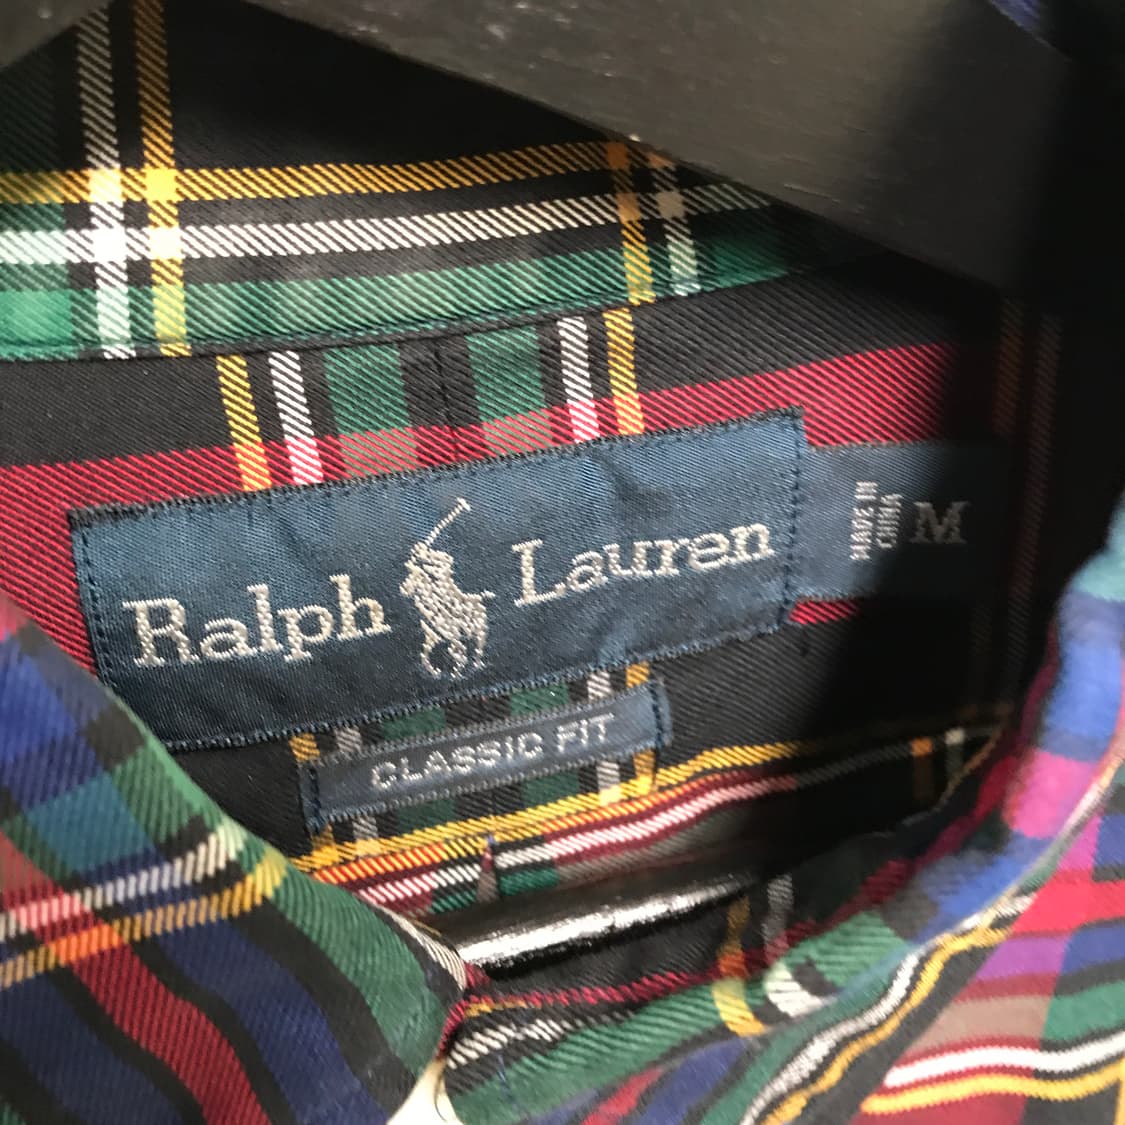 Ralph Lauren
MADE IN
CHINA
M
CLASSIC FIT